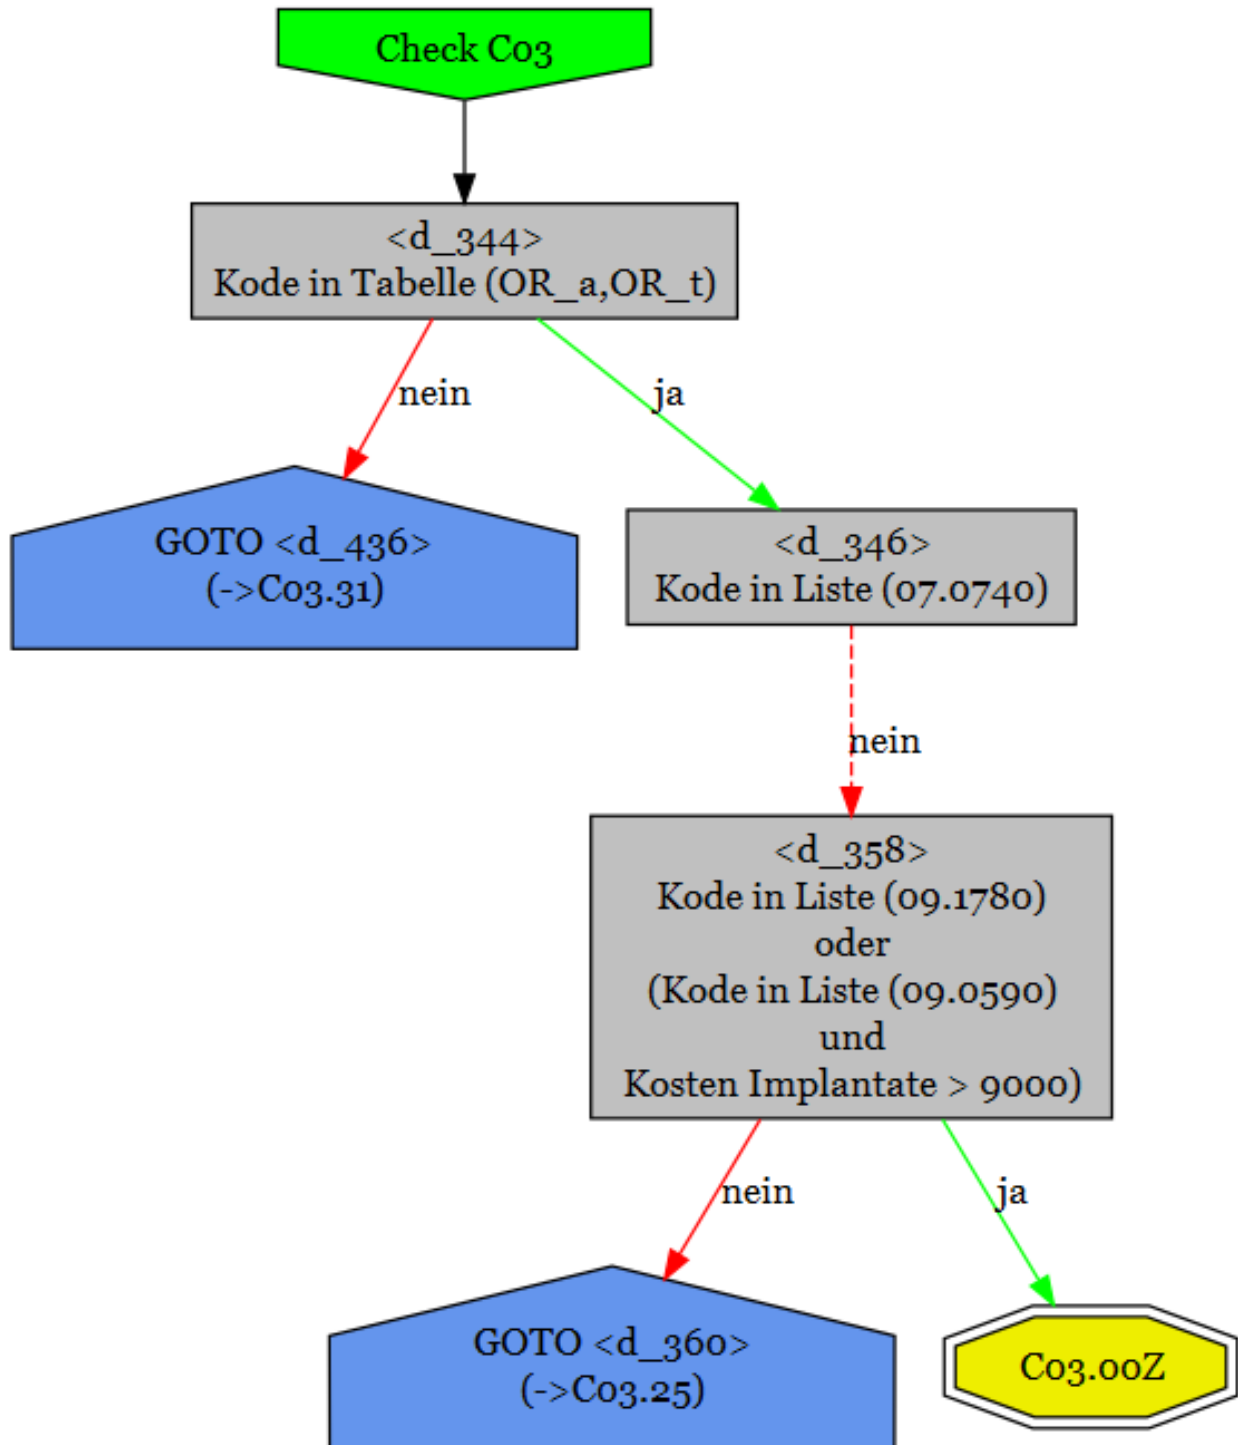 Check C03
<d_344>
Kode in Tabelle (OR_a,OR_t)
nein
ja
GOTO <d_436>
(->C03.31)
<d_346>
Kode in Liste (07.0740)
nein
<d_358>
Kode in Liste (09.1780)
oder
(Kode in Liste (09.0590)
und
Kosten Implantate > 9000)
nein
ja
GOTO <d_360>
(->C03.25)
C03.00Z